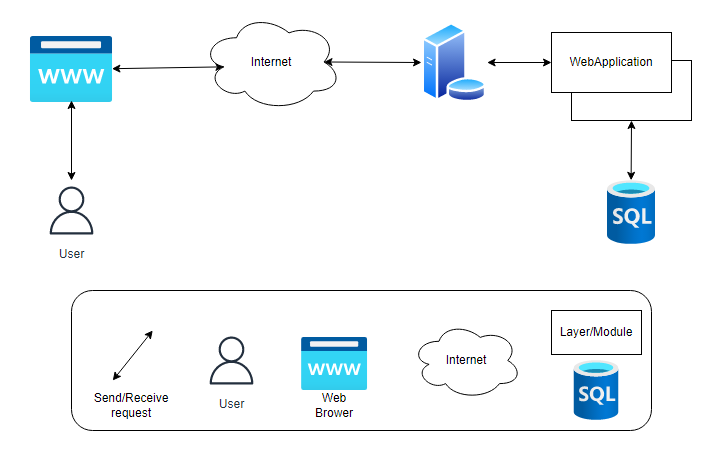 WWW
Internet
WebApplication
SQL
User
Send/Receive
request
User
WWW
Web
Brower
Internet
Layer/Module
SQL